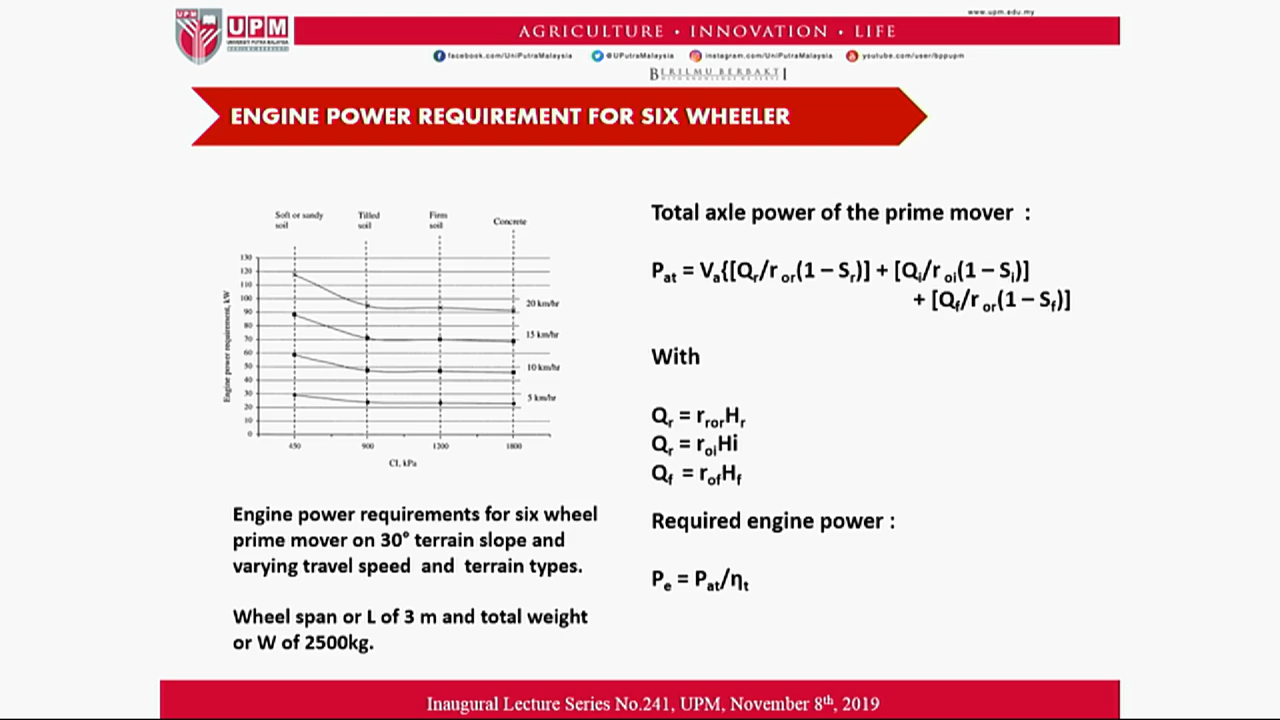 www.upm.edu.my
UPM
UNIVERSITI PUTRA MALAYSIA
AGRICULTURE • INNOVATION • LIFE
facebook.com/UniPutraMalaysia @UPutraMalaysia instagram.com/UniPutraMalaysia youtube.com/user/bppupm
BERILMU BERBAKTI
ENGINE POWER REQUIREMENT FOR SIX WHEELER
Soft or sandy soil
Tilled soil
Firm soil
Concrete
130
120
110
100
90
80
70
60
50
40
30
20
10
0
Engine power requirement, kW
20 km/hr
15 km/hr
10 km/hr
5 km/hr
450 900 1200 1800
CI, kPa
Engine power requirements for six wheel
prime mover on 30° terrain slope and
varying travel speed and terrain types.
Wheel span or L of 3 m and total weight
or W of 2500kg.
Total axle power of the prime mover :
Pat = Va{[Qr/r or(1 – Sr)] + [Qi/r oi(1 – Si)]
+ [Qf/r or(1 – Sf)]
With
Qr = rrorHr
Qr = roiHi
Qf = rofHf
Required engine power :
Pe = Pat/ηt
Inaugural Lecture Series No.241, UPM, November 8th, 2019